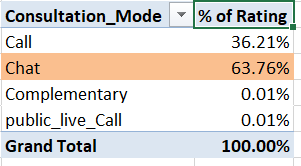 Consultation_Mode % of Rating
Call 36.21%
Chat 63.76%
Complementary 0.01%
public_live_Call 0.01%
Grand Total 100.00%